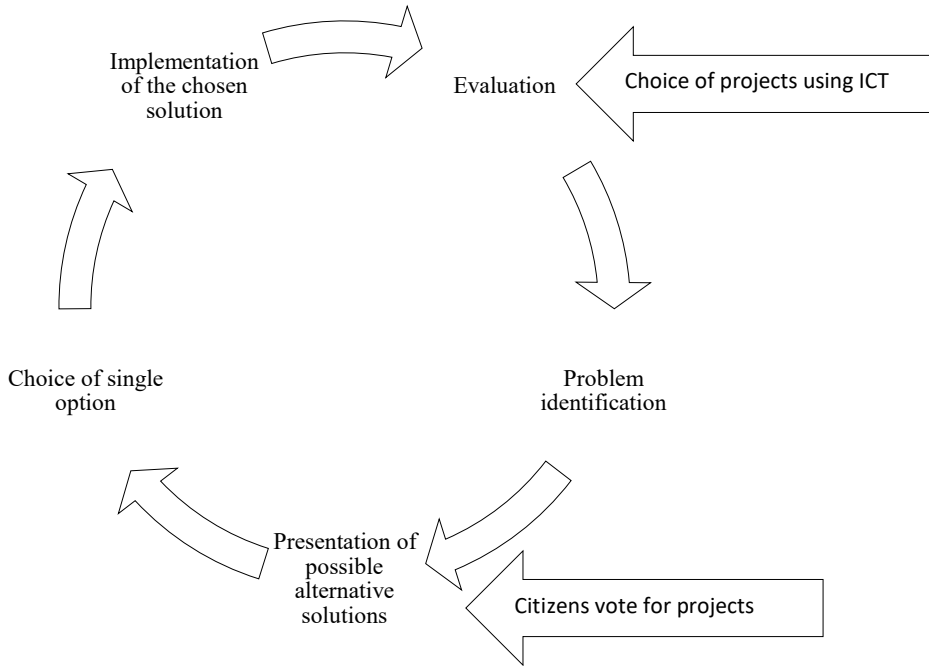 Implementation
of the chosen
solution
Evaluation
Choice of projects using ICT
Choice of single
option
Problem
identification
Presentation of
possible
alternative
solutions
Citizens vote for projects